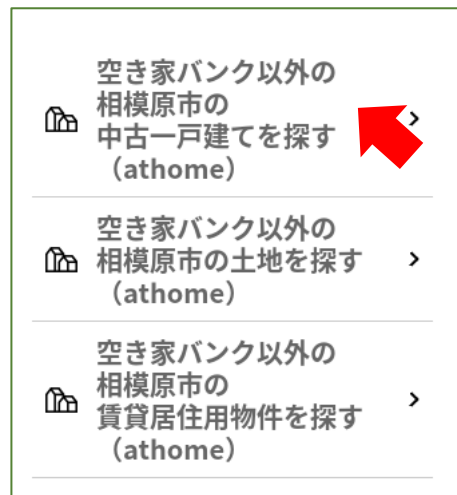 空き家バンク以外の
相模原市の
中古一戸建てを探す
（athome）
空き家バンク以外の
相模原市の土地を探す
（athome）
空き家バンク以外の
相模原市の
賃貸居住用物件を探す
（athome）